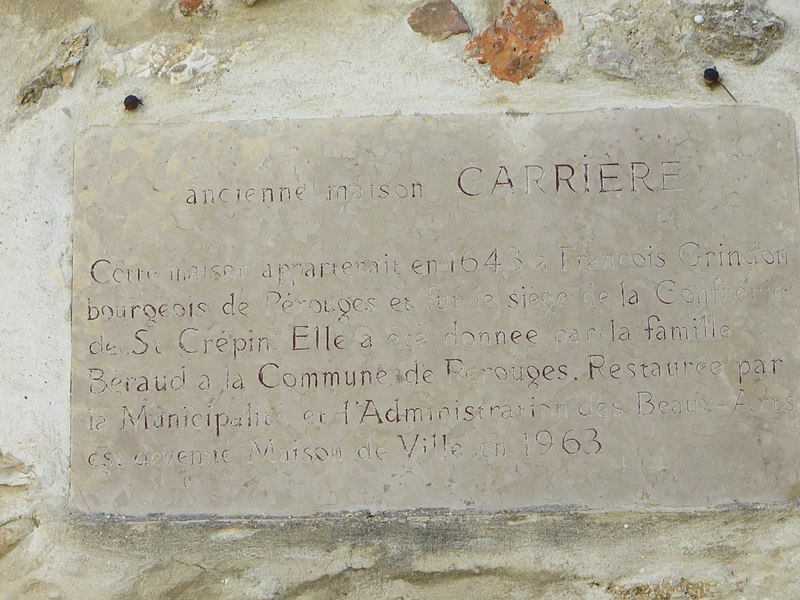 ancienne maison CARRIÈRE
Cette maison appartenait en 1643 à François Grindon
bourgeois de Pérouges et fut le siège de la Confrérie
de St Crépin. Elle a été donnée par la famille
Béraud à la Commune de Pérouges. Restaurée par
la Municipalité et l'Administration des Beaux-Arts
est devenue Maison de Ville en 1963